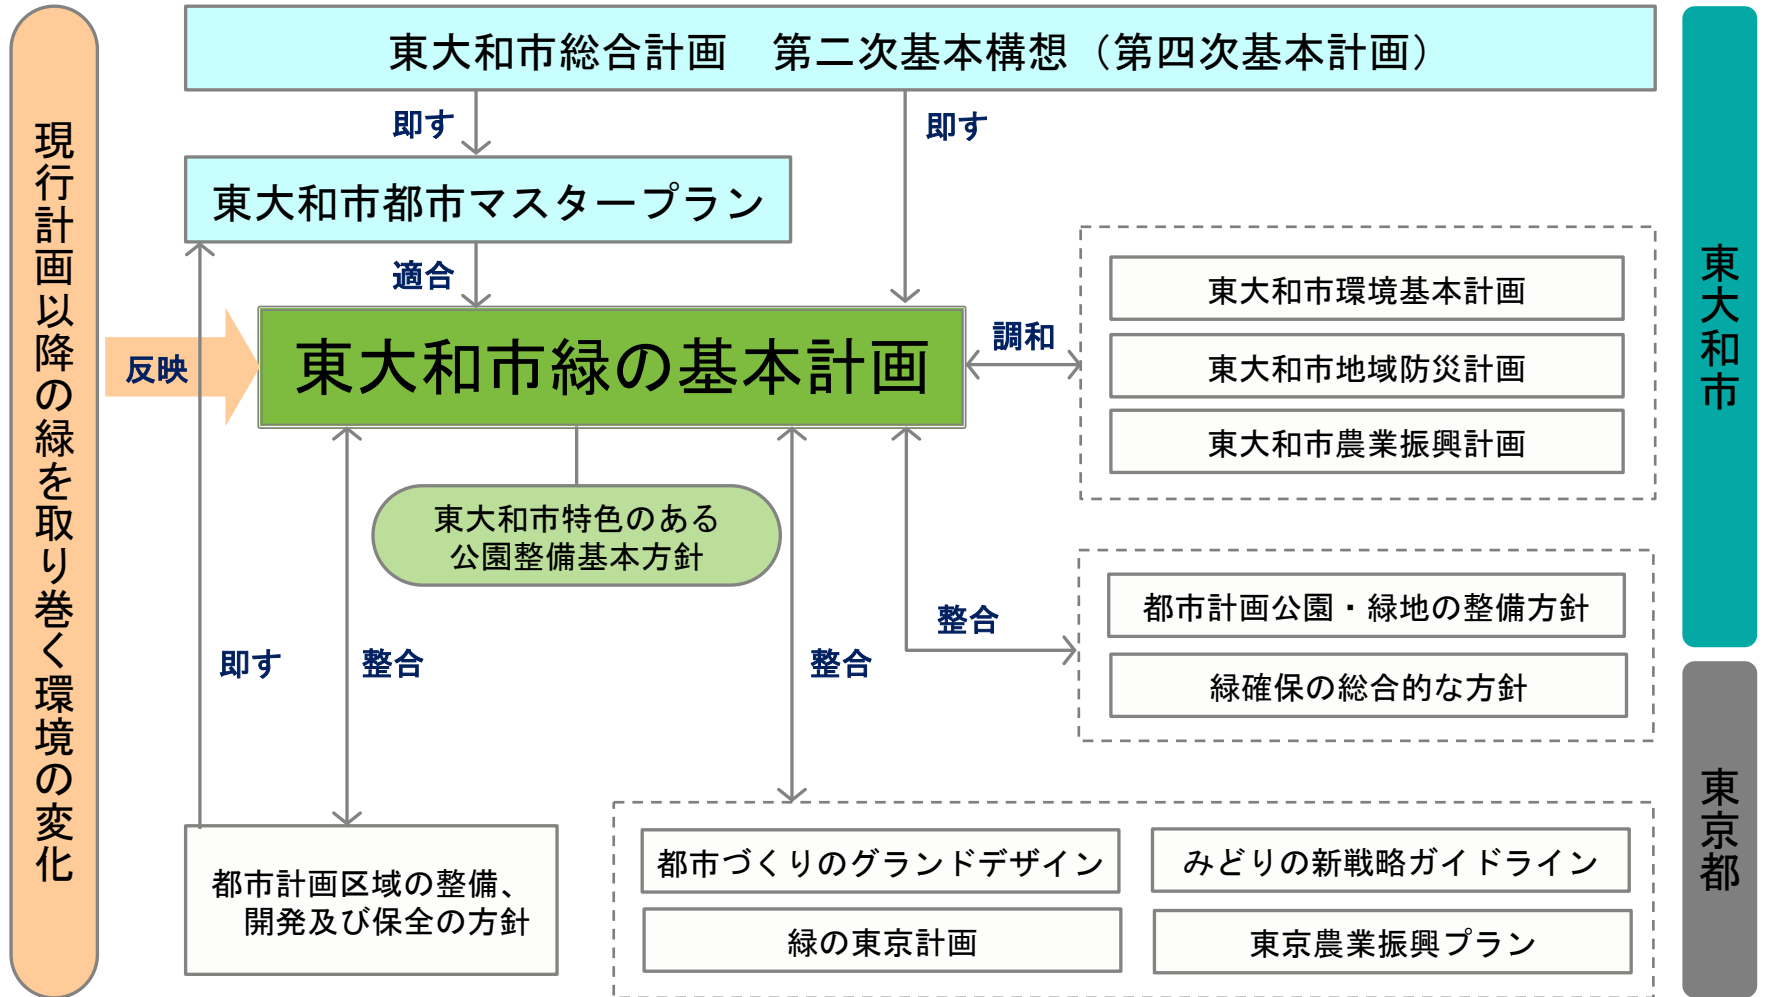 東大和市総合計画　第二次基本構想（第四次基本計画）
現行計画以降の緑を取り巻く環境の変化
即す
即す
東大和市都市マスタープラン
適合
反映
東大和市緑の基本計画
調和
東大和市環境基本計画
東大和市地域防災計画
東大和市農業振興計画
東大和市
東大和市特色のある
公園整備基本方針
即す
整合
整合
整合
都市計画公園・緑地の整備方針
緑確保の総合的な方針
東京都
都市計画区域の整備、
開発及び保全の方針
都市づくりのグランドデザイン
みどりの新戦略ガイドライン
緑の東京計画
東京農業振興プラン